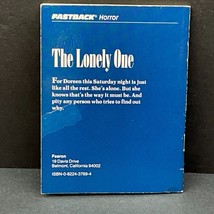 FASTBACK® Horror
The Lonely One
For Doreen this Saturday night is just
like all the rest. She's alone. But she
knows that's the way it must be. And
pity any person who tries to find out
why.
Fearon
19 Davis Drive
Belmont, California 94002
ISBN-0-8224-3769-4